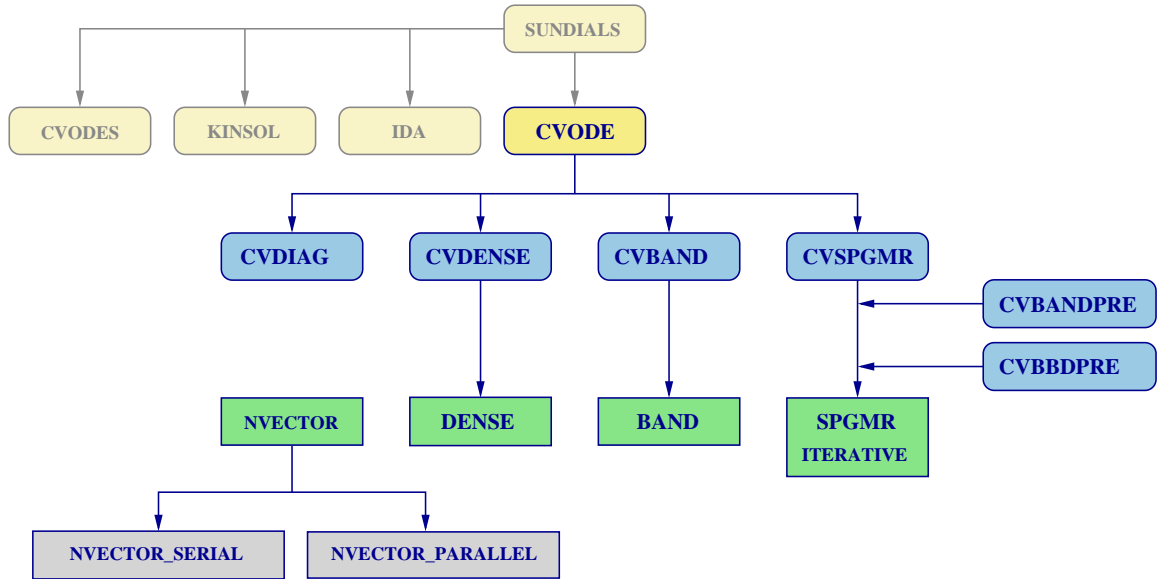 SUNDIALS
CVODES
KINSOL
IDA
CVODE
CVDIAG
CVDENSE
CVBAND
CVSPGMR
CVBANDPRE
CVBBDPRE
NVECTOR
DENSE
BAND
SPGMR
ITERATIVE
NVECTOR_SERIAL
NVECTOR_PARALLEL